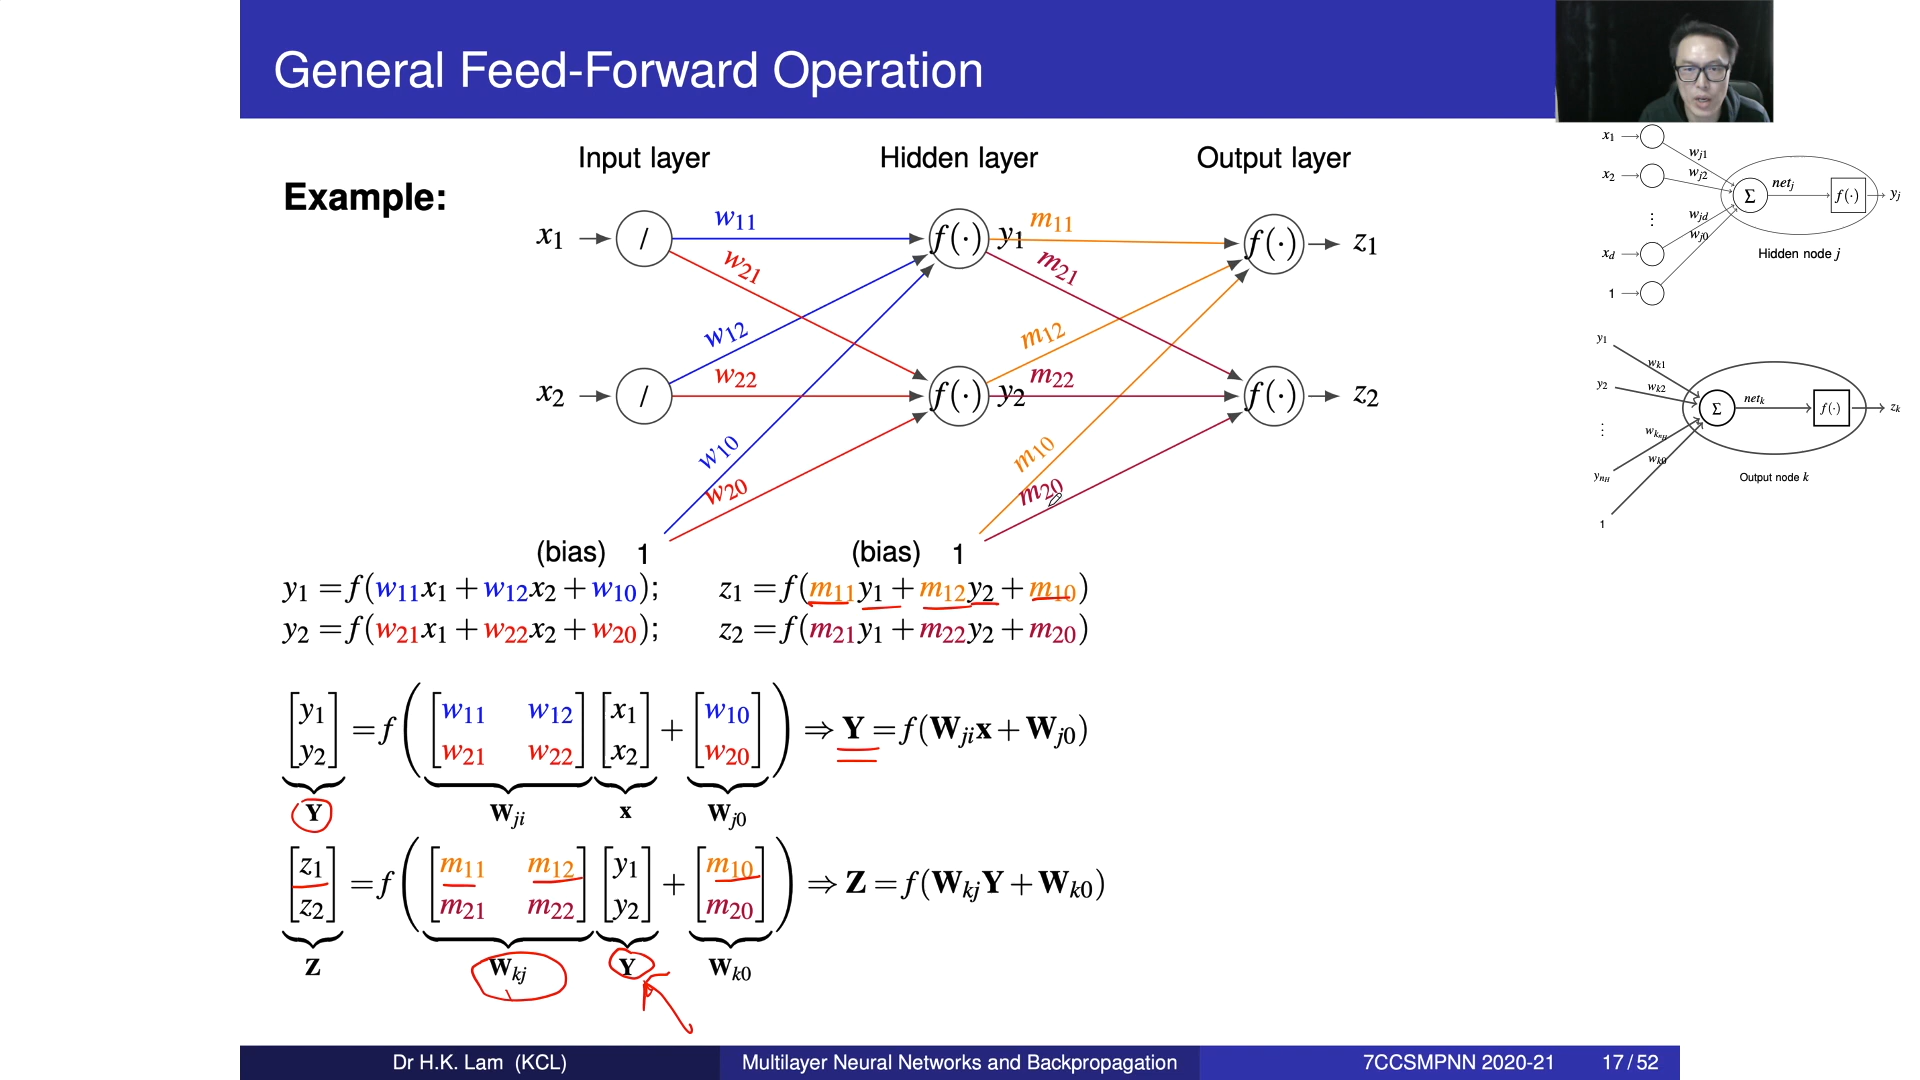 General Feed-Forward Operation
Input layer Hidden layer Output layer
Example:
x1 / w11 f(·) y1 m11 f(·) z1
w21 m21
w12 m12
x2 / w22 f(·) y2 m22 f(·) z2
w10 m10
w20 m20
(bias) 1 (bias) 1
y1 = f(w11x1 + w12x2 + w10); z1 = f(m11y1 + m12y2 + m10)
y2 = f(w21x1 + w22x2 + w20); z2 = f(m21y1 + m22y2 + m20)
[y1 y2] = f([w11 w12 w21 w22] [x1 x2] + [w10 w20]) ⇒ Y = f(Wjix + Wj0)
Y Wji x Wj0
[z1 z2] = f([m11 m12 m21 m22] [y1 y2] + [m10 m20]) ⇒ Z = f(WkjY + Wk0)
Z Wkj Y Wk0
x1 wj1
x2 wj2 Σ netj f(·) yj
⋮ wjd
xd wj0
1 Hidden node j
y1 wk1
y2 wk2 Σ netk f(·) zk
⋮ wknH
ynH wk0
1 Output node k
Dr H.K. Lam (KCL) Multilayer Neural Networks and Backpropagation 7CCSMPNN 2020-21 17 / 52